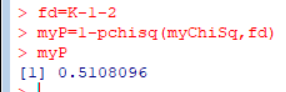 > fd=K-1-2
> myP=1-pchisq(myChiSq,fd)
> myP
[1] 0.5108096
>